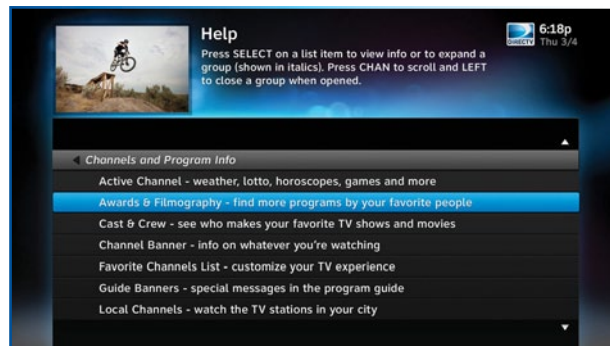 Help
6:18p
DIRECTV Thu 3/4
Press SELECT on a list item to view info or to expand a
group (shown in italics). Press CHAN to scroll and LEFT
to close a group when opened.
Channels and Program Info
Active Channel - weather, lotto, horoscopes, games and more
Awards & Filmography - find more programs by your favorite people
Cast & Crew - see who makes your favorite TV shows and movies
Channel Banner - info on whatever you're watching
Favorite Channels List - customize your TV experience
Guide Banners - special messages in the program guide
Local Channels - watch the TV stations in your city